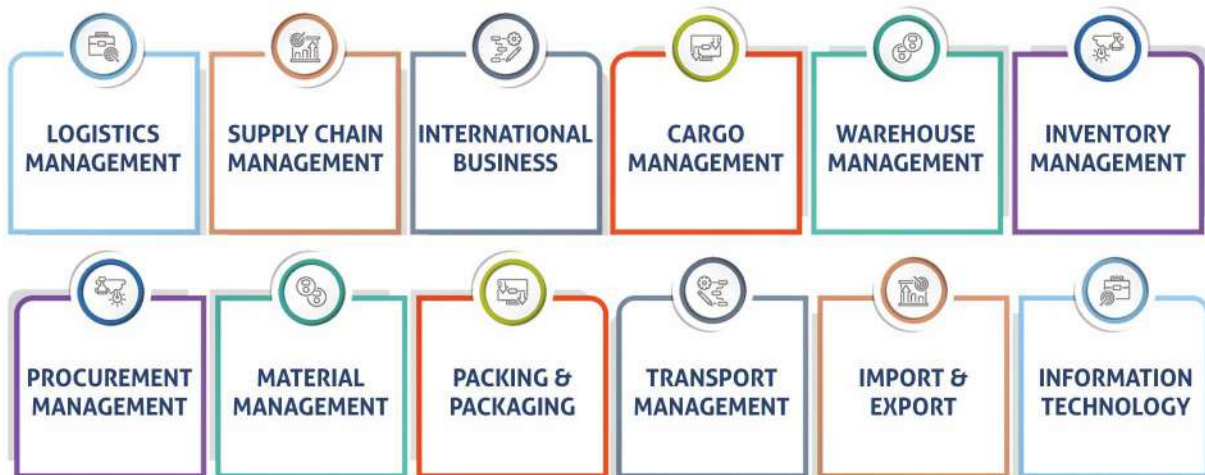 LOGISTICS
MANAGEMENT
SUPPLY CHAIN
MANAGEMENT
INTERNATIONAL
BUSINESS
CARGO
MANAGEMENT
WAREHOUSE
MANAGEMENT
INVENTORY
MANAGEMENT
PROCUREMENT
MANAGEMENT
MATERIAL
MANAGEMENT
PACKING &
PACKAGING
TRANSPORT
MANAGEMENT
IMPORT &
EXPORT
INFORMATION
TECHNOLOGY